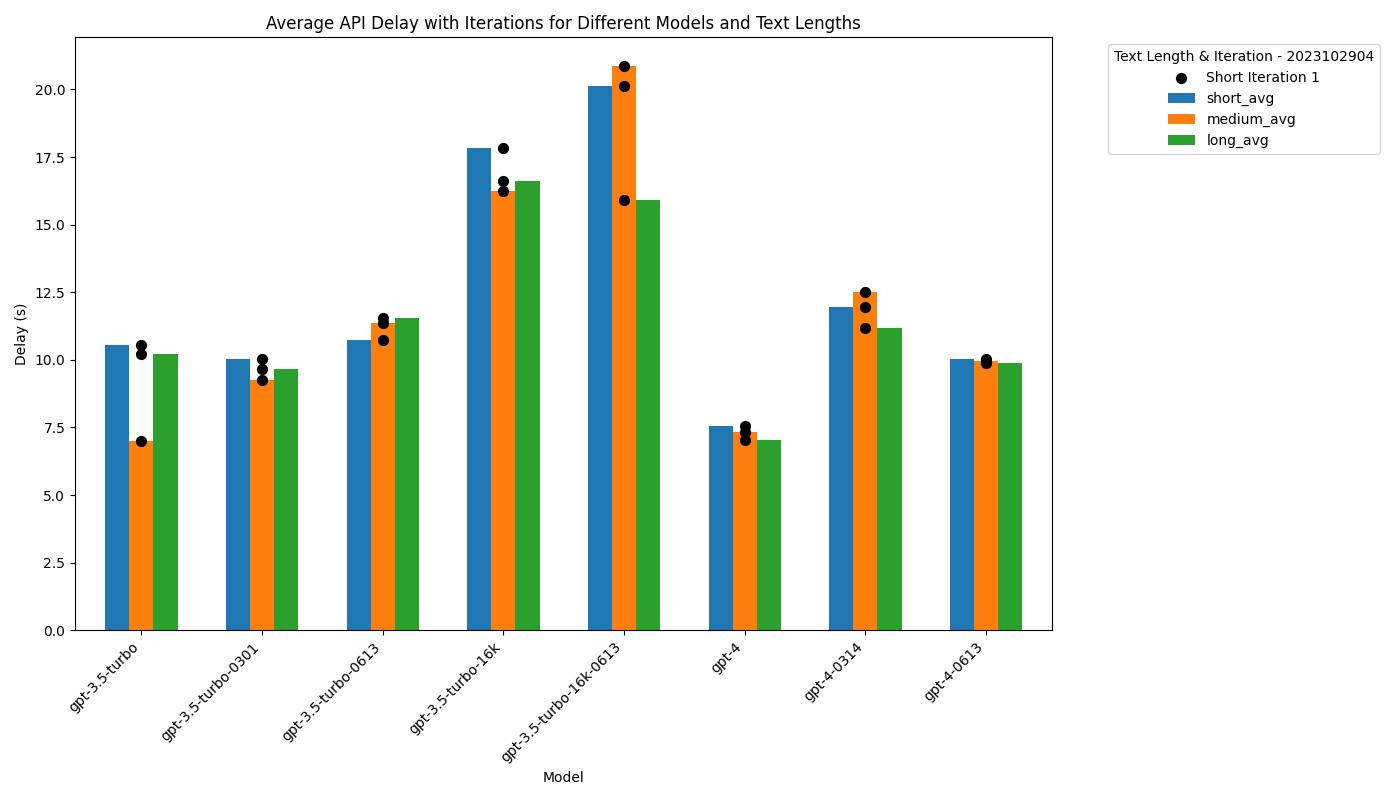 Average API Delay with Iterations for Different Models and Text Lengths
Text Length & Iteration - 2023102904
Short Iteration 1
short_avg
medium_avg
long_avg
Delay (s)
20.0
17.5
15.0
12.5
10.0
7.5
5.0
2.5
0.0
gpt-3.5-turbo
gpt-3.5-turbo-0301
gpt-3.5-turbo-0613
gpt-3.5-turbo-16k
gpt-3.5-turbo-16k-0613
gpt-4
gpt-4-0314
gpt-4-0613
Model